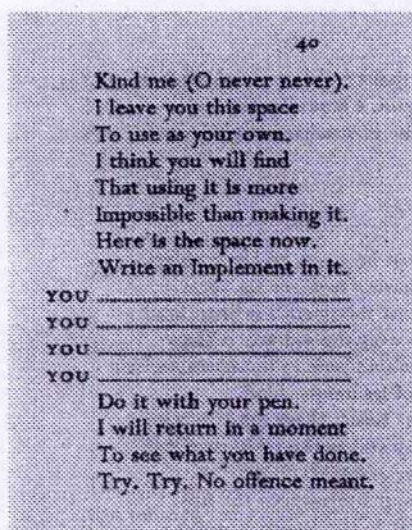 40
Kind me (O never never).
I leave you this space
To use as your own.
I think you will find
That using it is more
Impossible than making it.
Here is the space now.
Write an Implement in it.
YOU ..............................
YOU ..............................
YOU ..............................
YOU ..............................
Do it with your pen.
I will return in a moment
To see what you have done.
Try. Try. No offence meant.